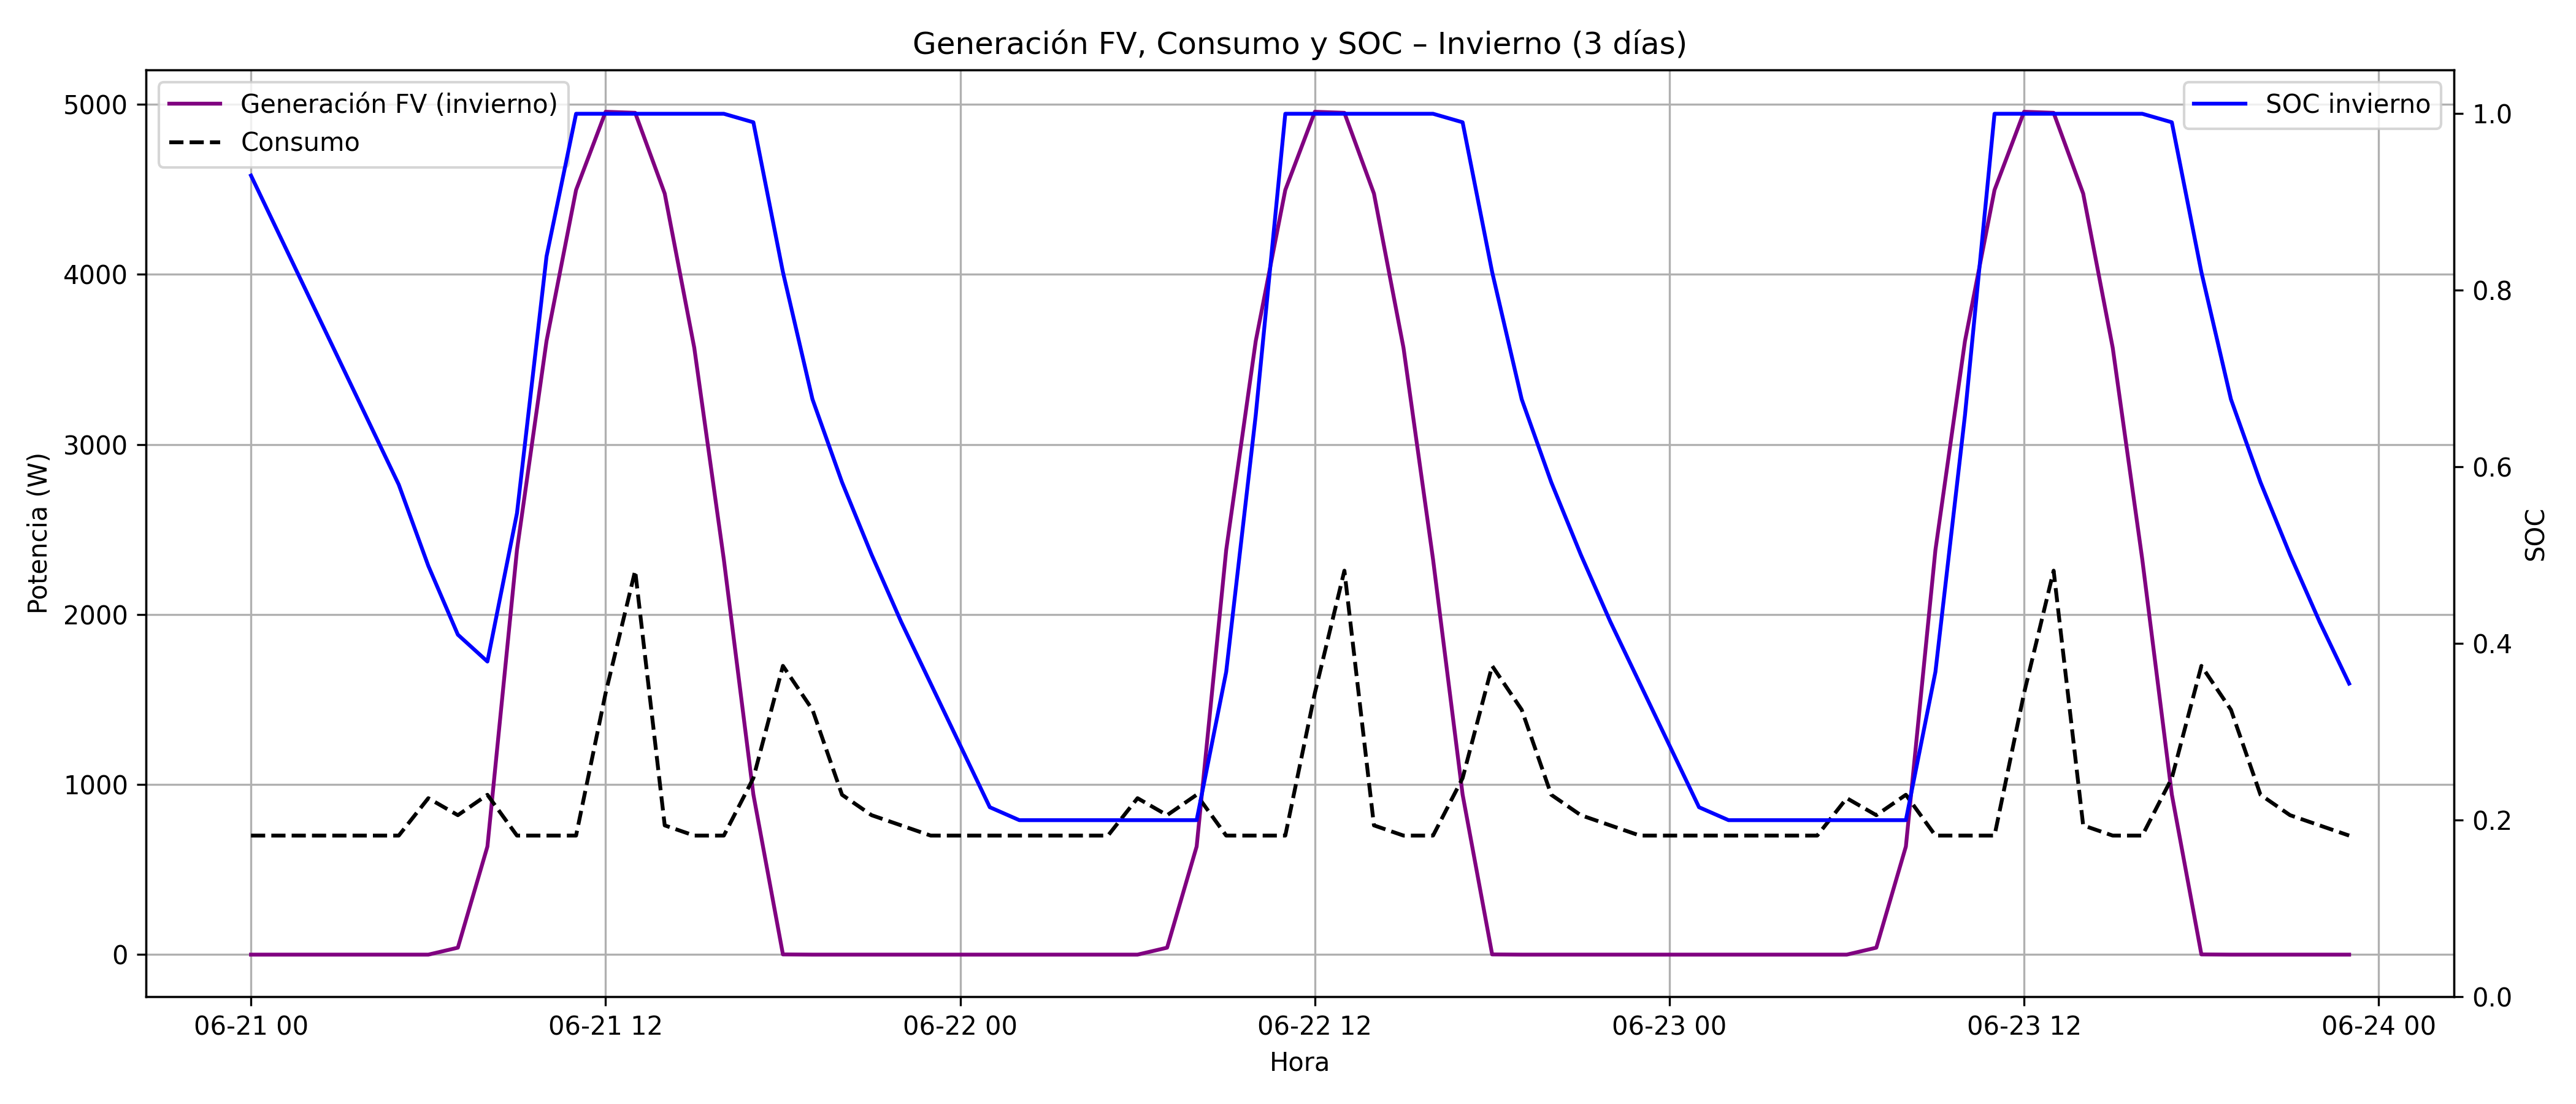 Generación FV, Consumo y SOC – Invierno (3 días)
Generación FV (invierno)
Consumo
SOC invierno
Potencia (W)
5000
4000
3000
2000
1000
0
SOC
1.0
0.8
0.6
0.4
0.2
0.0
06-21 00
06-21 12
06-22 00
06-22 12
06-23 00
06-23 12
06-24 00
Hora